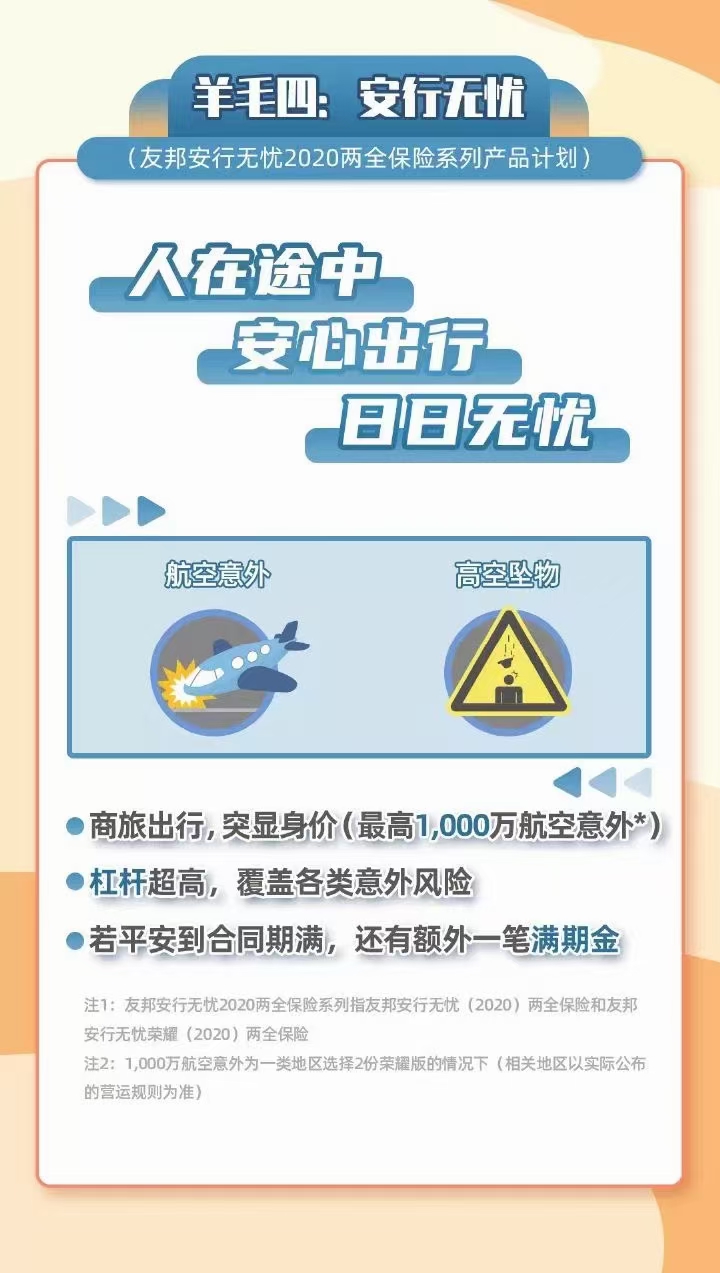 羊毛四：安行无忧
（友邦安行无忧2020两全保险系列产品计划）
人在途中
安心出行
日日无忧
航空意外
高空坠物
商旅出行，突显身价（最高1,000万航空意外*）
杠杆超高，覆盖各类意外风险
若平安到合同期满，还有额外一笔满期金
注1：友邦安行无忧2020两全保险系列指友邦安行无忧（2020）两全保险和友邦
安行无忧荣耀（2020）两全保险
注2：1,000万航空意外为一类地区选择2份荣耀版的情况下（相关地区以实际公布
的营运规则为准）